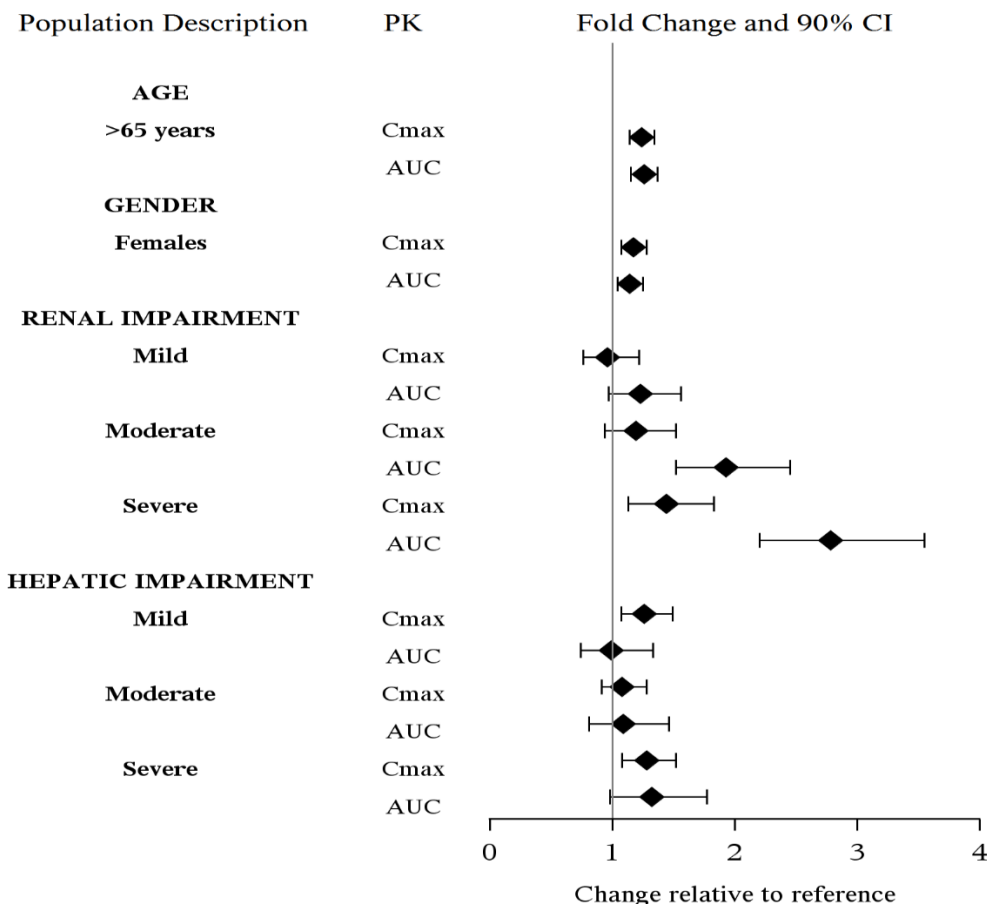 Population Description PK Fold Change and 90% CI
AGE
>65 years Cmax
AUC
GENDER
Females Cmax
AUC
RENAL IMPAIRMENT
Mild Cmax
AUC
Moderate Cmax
AUC
Severe Cmax
AUC
HEPATIC IMPAIRMENT
Mild Cmax
AUC
Moderate Cmax
AUC
Severe Cmax
AUC
0 1 2 3 4
Change relative to reference